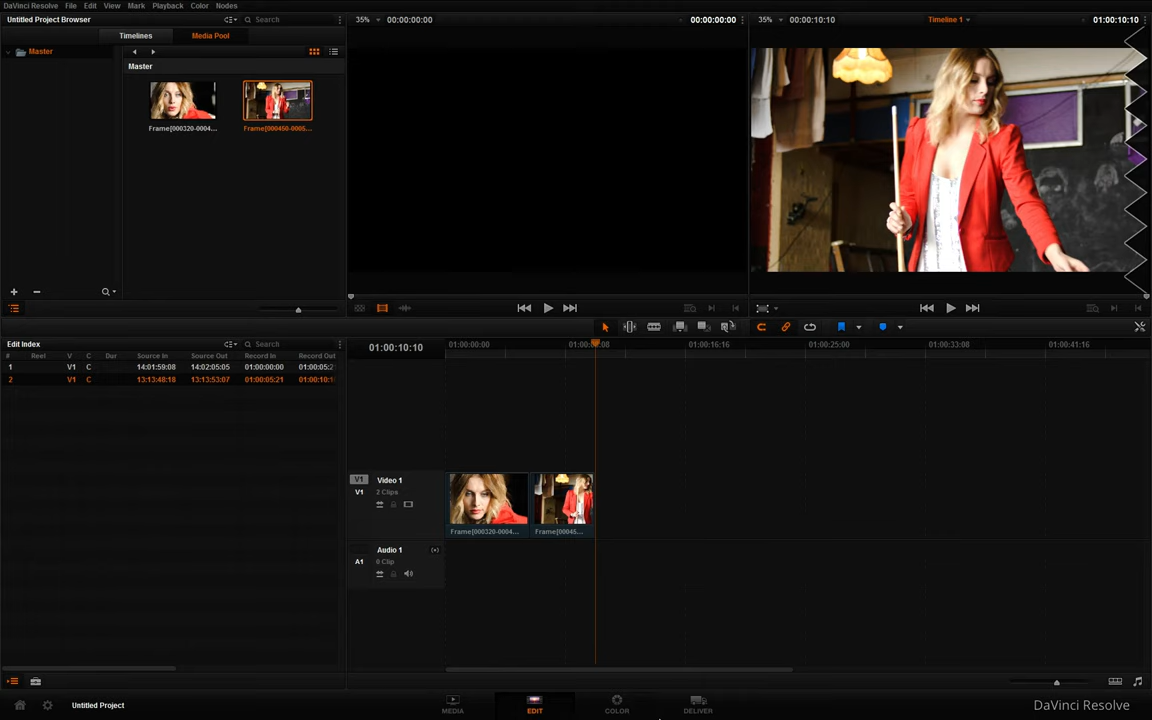 DaVinci Resolve File Edit View Mark Playback Color Nodes
Untitled Project Browser Search
35% 00:00:00:00 00:00:00:00
35% 00:00:10:10 Timeline 1 01:00:10:10
Timelines Media Pool
Master
Master
Frame[000320-0004... Frame[000450-0005...
Edit Index Search
# Reel V C Dur Source In Source Out Record In Record Out
1 V1 C 14:01:59:08 14:02:05:05 01:00:00:00 01:00:05:2
2 V1 C 13:13:48:18 13:13:53:07 01:00:05:21 01:00:10:1
01:00:10:10
01:00:00:00 01:00:08:08 01:00:16:16 01:00:25:00 01:00:33:08 01:00:41:16
V1 Video 1
V1 2 Clips
Frame[000320-0004... Frame[00045...
Audio 1
A1 0 Clip
Untitled Project
MEDIA EDIT COLOR DELIVER
DaVinci Resolve